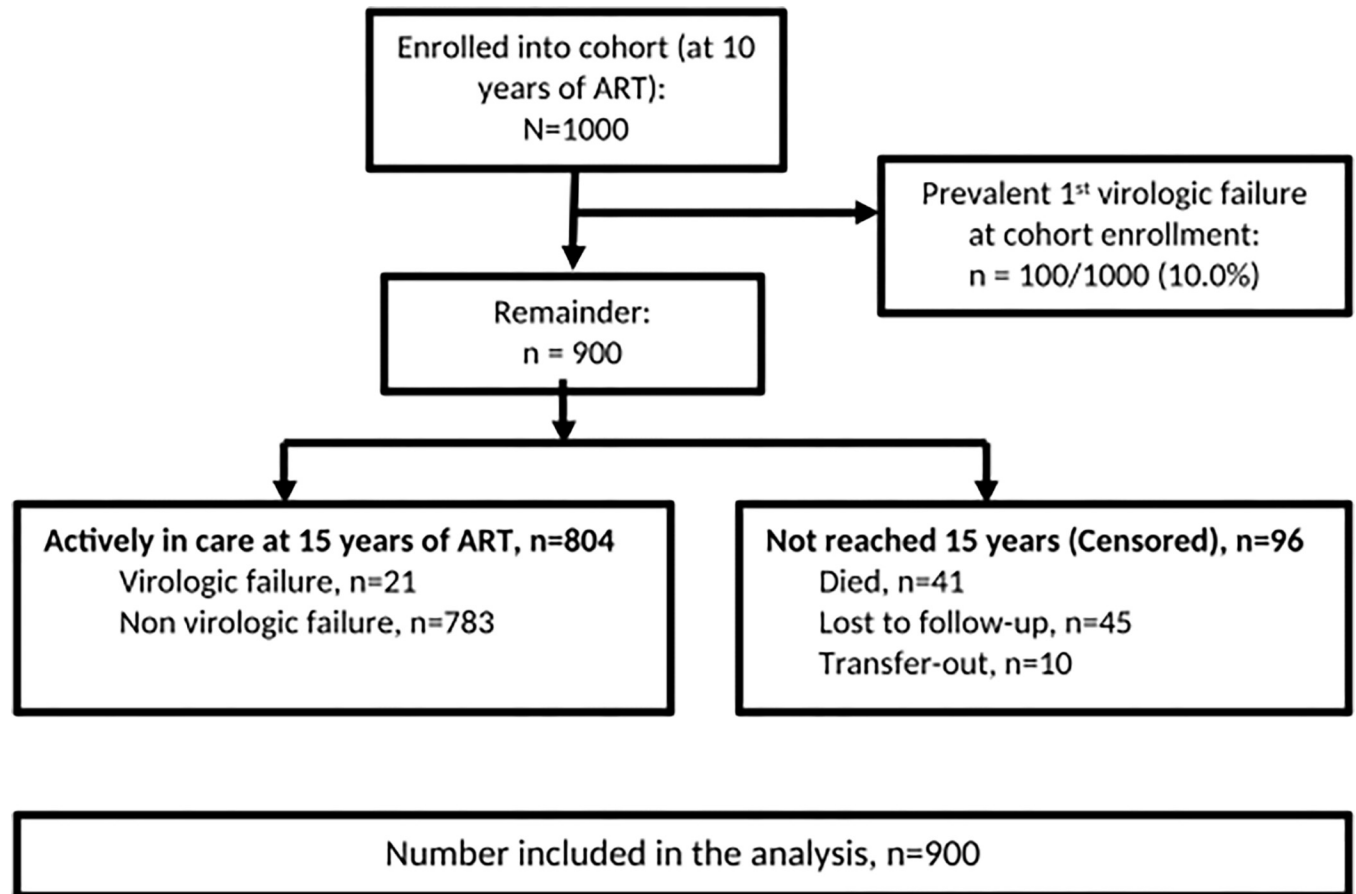 Enrolled into cohort (at 10
years of ART):
N=1000
Prevalent 1st virologic failure
at cohort enrollment:
n = 100/1000 (10.0%)
Remainder:
n = 900
Actively in care at 15 years of ART, n=804
Virologic failure, n=21
Non virologic failure, n=783
Not reached 15 years (Censored), n=96
Died, n=41
Lost to follow-up, n=45
Transfer-out, n=10
Number included in the analysis, n=900